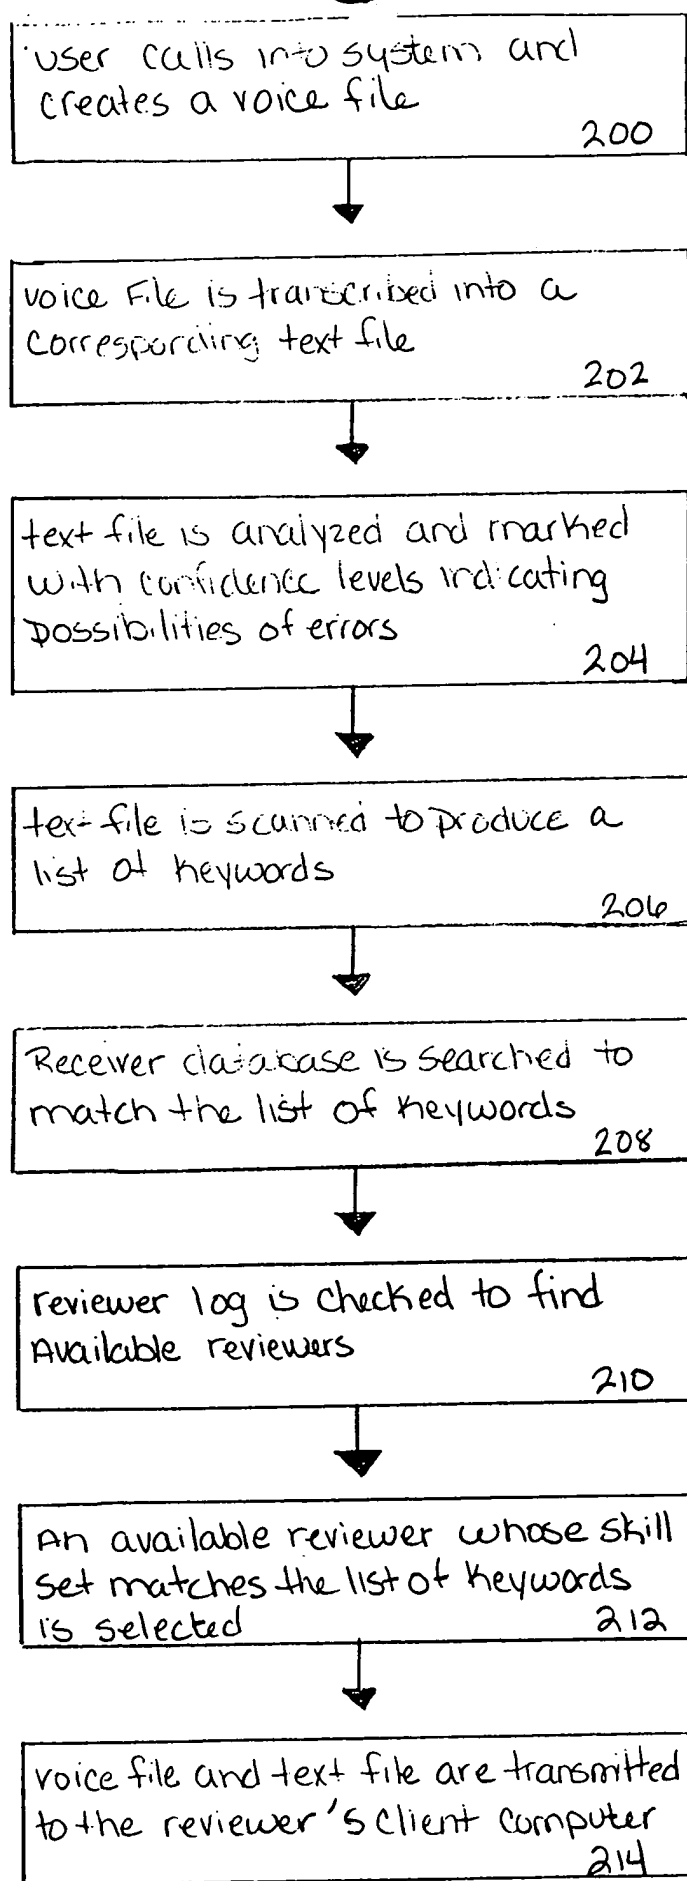 user calls into system and
creates a voice file
200
voice File is transcribed into a
corresponding text file
202
text file is analyzed and marked
with confidence levels indicating
possibilities of errors
204
text file is scanned to produce a
list of keywords
206
Receiver database is searched to
match the list of keywords
208
reviewer log is checked to find
Available reviewers
210
An available reviewer whose skill
set matches the list of keywords
is selected
212
voice file and text file are transmitted
to the reviewer's client computer
214